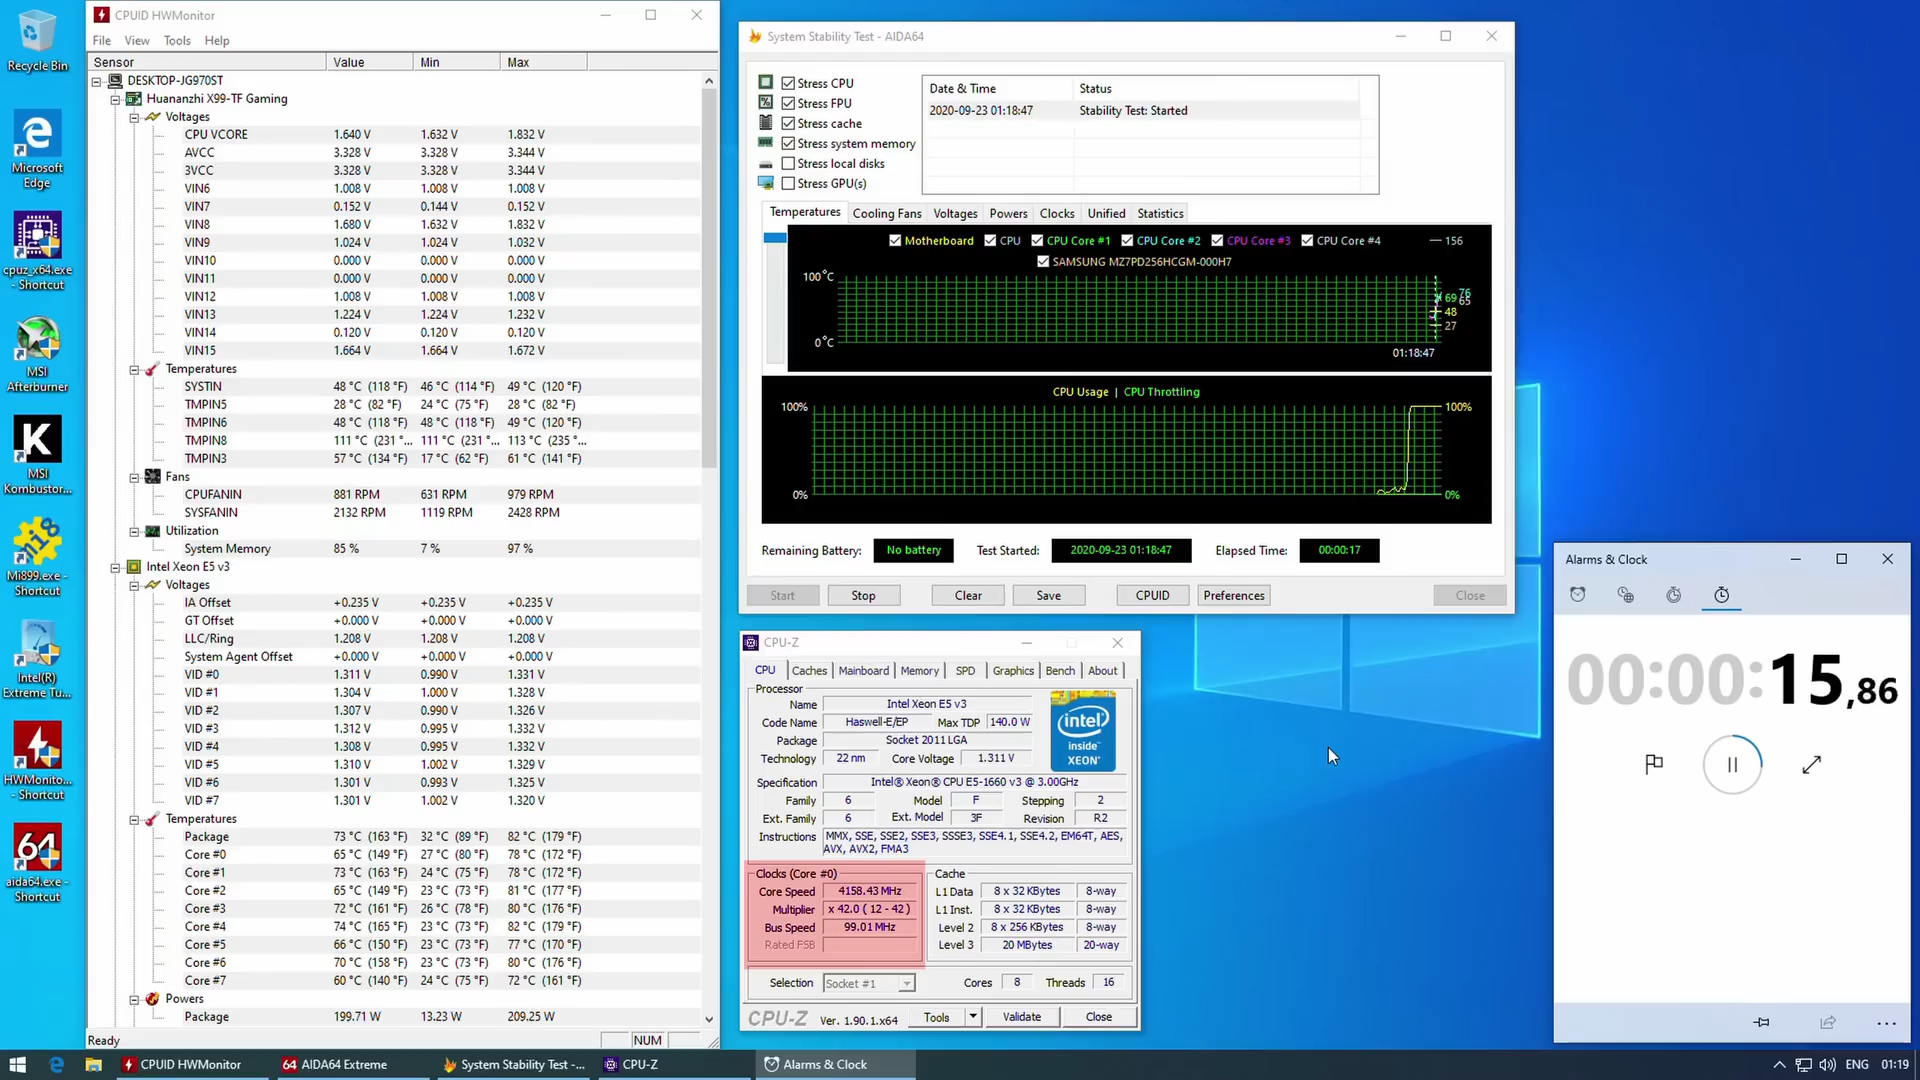 Recycle Bin
Microsoft
Edge
cpuz_x64.exe
- Shortcut
MSI
Afterburner
MSI
Kombustor...
Mi899.exe -
Shortcut
Intel(R)
Extreme Tu...
HWMonito...
- Shortcut
64
aida64.exe -
Shortcut
CPUID HWMonitor
File View Tools Help
Sensor Value Min Max
DESKTOP-JG970ST
Huananzhi X99-TF Gaming
Voltages
CPU VCORE 1.640 V 1.632 V 1.832 V
AVCC 3.328 V 3.328 V 3.344 V
3VCC 3.328 V 3.328 V 3.344 V
VIN6 1.008 V 1.008 V 1.008 V
VIN7 0.152 V 0.144 V 0.152 V
VIN8 1.680 V 1.632 V 1.832 V
VIN9 1.024 V 1.024 V 1.032 V
VIN10 0.000 V 0.000 V 0.000 V
VIN11 0.000 V 0.000 V 0.000 V
VIN12 1.008 V 1.008 V 1.008 V
VIN13 1.224 V 1.224 V 1.232 V
VIN14 0.120 V 0.120 V 0.120 V
VIN15 1.664 V 1.664 V 1.672 V
Temperatures
SYSTIN 48 °C (118 °F) 46 °C (114 °F) 49 °C (120 °F)
TMPIN5 28 °C (82 °F) 24 °C (75 °F) 28 °C (82 °F)
TMPIN6 48 °C (118 °F) 48 °C (118 °F) 49 °C (120 °F)
TMPIN8 111 °C (231 °... 111 °C (231 °... 113 °C (235 °...
TMPIN3 57 °C (134 °F) 17 °C (62 °F) 61 °C (141 °F)
Fans
CPUFANIN 881 RPM 631 RPM 979 RPM
SYSFANIN 2132 RPM 1119 RPM 2428 RPM
Utilization
System Memory 85 % 7 % 97 %
Intel Xeon E5 v3
Voltages
IA Offset +0.235 V +0.235 V +0.235 V
GT Offset +0.000 V +0.000 V +0.000 V
LLC/Ring 1.208 V 1.208 V 1.208 V
System Agent Offset +0.000 V +0.000 V +0.000 V
VID #0 1.311 V 0.990 V 1.331 V
VID #1 1.304 V 1.000 V 1.328 V
VID #2 1.307 V 0.990 V 1.326 V
VID #3 1.312 V 0.995 V 1.332 V
VID #4 1.308 V 0.995 V 1.332 V
VID #5 1.310 V 1.002 V 1.329 V
VID #6 1.301 V 0.993 V 1.325 V
VID #7 1.301 V 1.002 V 1.320 V
Temperatures
Package 73 °C (163 °F) 32 °C (89 °F) 82 °C (179 °F)
Core #0 65 °C (149 °F) 27 °C (80 °F) 78 °C (172 °F)
Core #1 73 °C (163 °F) 24 °C (75 °F) 78 °C (172 °F)
Core #2 65 °C (149 °F) 23 °C (73 °F) 81 °C (177 °F)
Core #3 72 °C (161 °F) 26 °C (78 °F) 80 °C (176 °F)
Core #4 74 °C (165 °F) 23 °C (73 °F) 82 °C (179 °F)
Core #5 66 °C (150 °F) 23 °C (73 °F) 77 °C (170 °F)
Core #6 70 °C (158 °F) 23 °C (73 °F) 80 °C (176 °F)
Core #7 60 °C (140 °F) 24 °C (75 °F) 72 °C (161 °F)
Powers
Package 199.71 W 13.23 W 209.25 W
Ready NUM
System Stability Test - AIDA64
Stress CPU
Stress FPU
Stress cache
Stress system memory
Stress local disks
Stress GPU(s)
Date & Time Status
2020-09-23 01:18:47 Stability Test: Started
Temperatures Cooling Fans Voltages Powers Clocks Unified Statistics
Motherboard CPU CPU Core #1 CPU Core #2 CPU Core #3 CPU Core #4 156
SAMSUNG MZ7PD256HCGM-000H7
100°C
0°C
69 76
65
48
27
01:18:47
CPU Usage | CPU Throttling
100% 100%
0% 0%
Remaining Battery: No battery Test Started: 2020-09-23 01:18:47 Elapsed Time: 00:00:17
Start Stop Clear Save CPUID Preferences Close
CPU-Z
CPU Caches Mainboard Memory SPD Graphics Bench About
Processor
Name Intel Xeon E5 v3
Code Name Haswell-E/EP Max TDP 140.0 W
Package Socket 2011 LGA
Technology 22 nm Core Voltage 1.311 V
intel inside™ XEON®
Specification Intel® Xeon® CPU E5-1660 v3 @ 3.00GHz
Family 6 Model F Stepping 2
Ext. Family 6 Ext. Model 3F Revision R2
Instructions MMX, SSE, SSE2, SSE3, SSSE3, SSE4.1, SSE4.2, EM64T, AES,
AVX, AVX2, FMA3
Clocks (Core #0)
Core Speed 4158.43 MHz
Multiplier x 42.0 ( 12 - 42 )
Bus Speed 99.01 MHz
Rated FSB
Cache
L1 Data 8 x 32 KBytes 8-way
L1 Inst. 8 x 32 KBytes 8-way
Level 2 8 x 256 KBytes 8-way
Level 3 20 MBytes 20-way
Selection Socket #1 Cores 8 Threads 16
CPU-Z Ver. 1.90.1.x64 Tools Validate Close
Alarms & Clock
00:00:15,86
CPUID HWMonitor 64 AIDA64 Extreme System Stability Test -... CPU-Z Alarms & Clock ENG 01:19